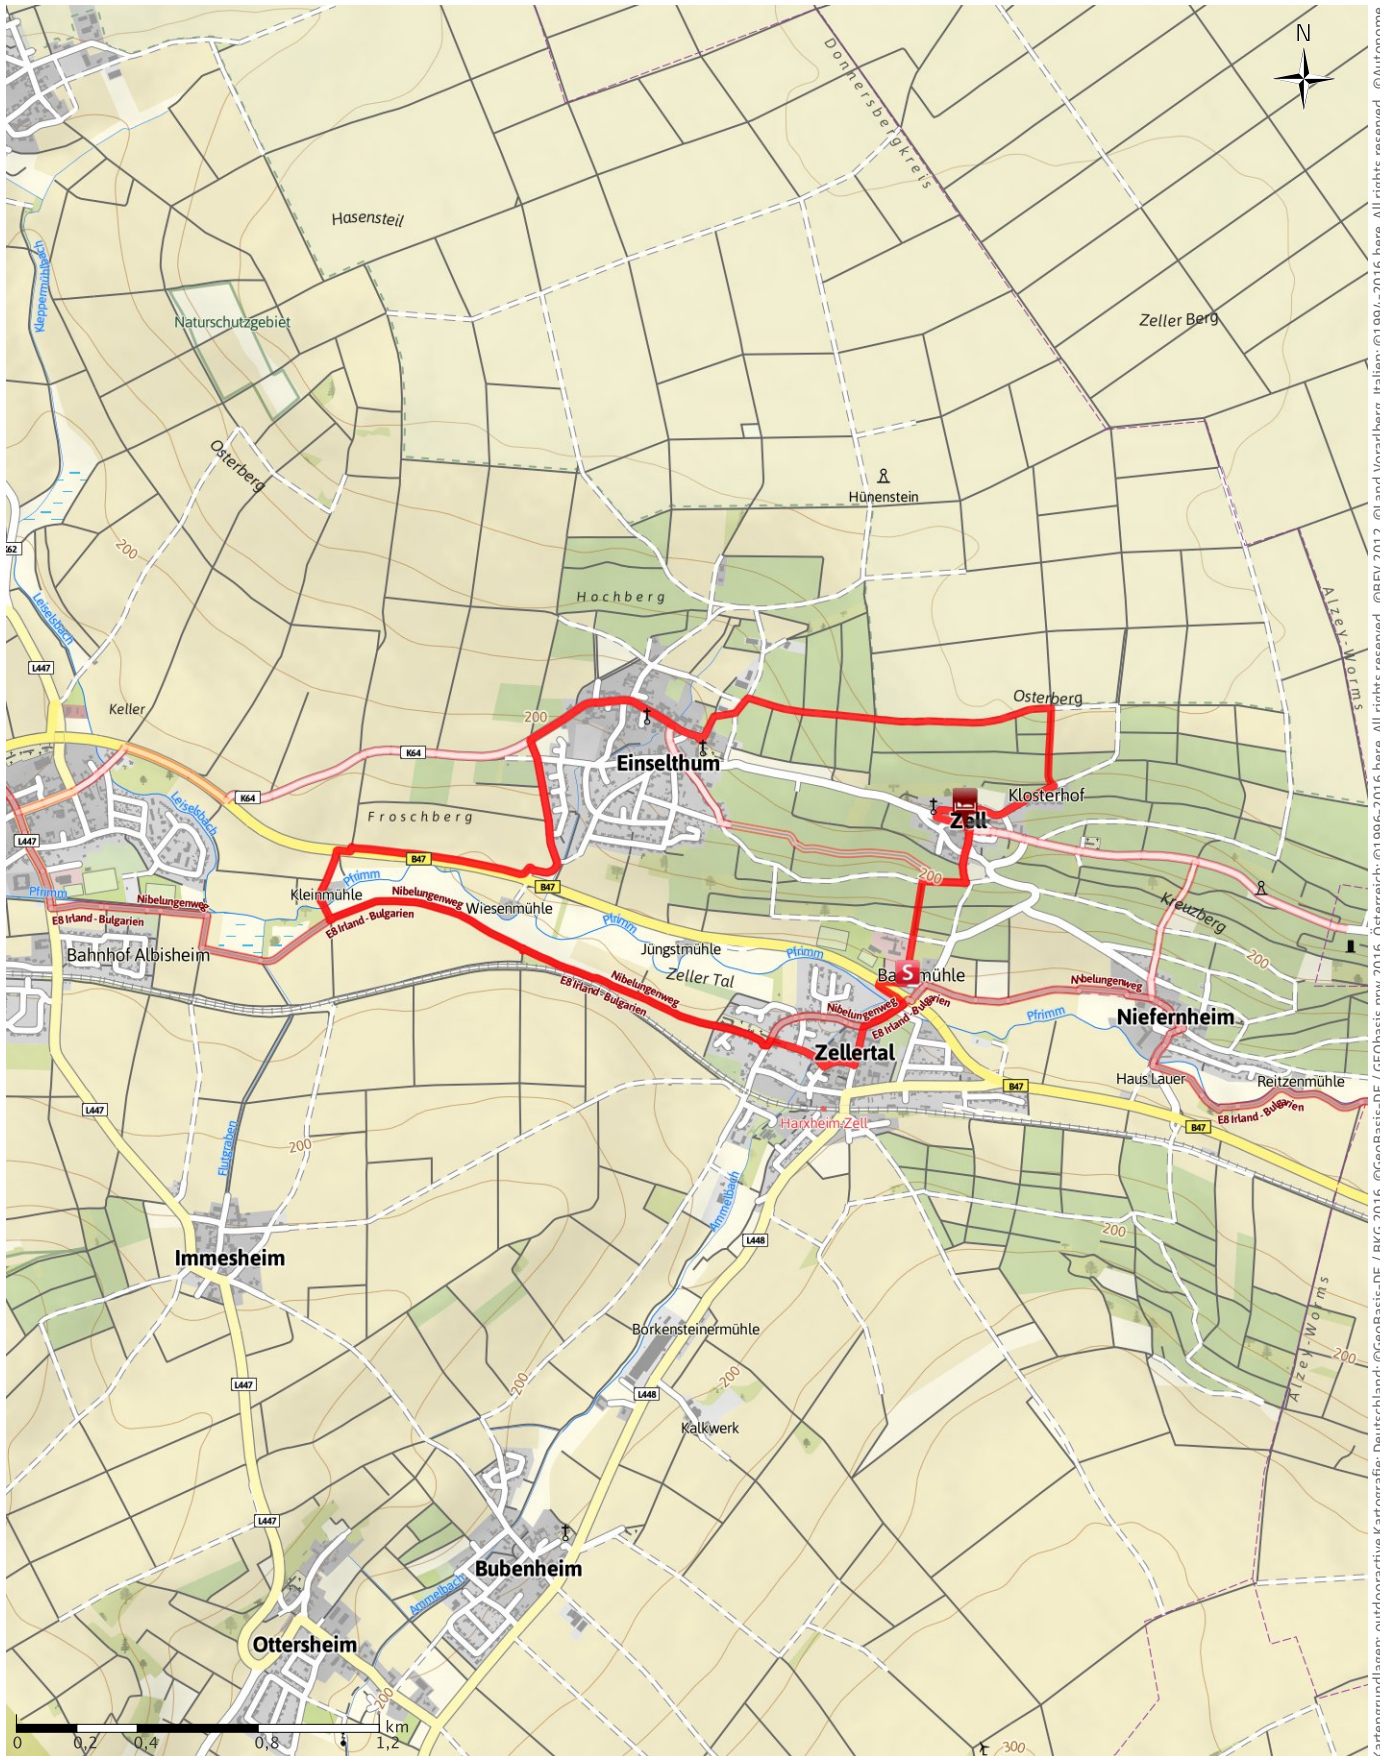 N
Donnersbergkreis
Hasensteil
Kleppermühlbach
Naturschutzgebiet
Zeller Berg
Osterberg
Hünenstein
K62
200
Leiselsbach
Hochberg
Alzey-Worms
L447
Keller
200
Osterberg
K64
Einselthum
K64
Klosterhof
Leiselsbach
Froschberg
Zell
L447
B47
200
Pfrimm
B47
Pfrimm
Nibelungenweg
Kleinmühle
Nibelungenweg
Wiesenmühle
Kreuzberg
E8 Irland - Bulgarien
E8 Irland - Bulgarien
Pfrimm
Bahnhof Albisheim
Jüngstmühle
Pfrimm
200
Zeller Tal
S
Nibelungenweg
E8 Irland - Bulgarien
Nibelungenweg
Nibelungenweg
E8 Irland - Bulgarien
Pfrimm
Niefernheim
Zellertal
Haus Lauer
Reitzenmühle
B47
L447
E8 Irland - Bulgarien
Harxheim-Zell
B47
Flutgraben
200
Ammelbach
200
L448
Immesheim
Alzey-Worms
Borkensteinermühle
200
L447
200
200
L448
Kalkwerk
L447
Bubenheim
Ammelbach
Ottersheim
200
km
0 0,2 0,4 0,8 1,2
300